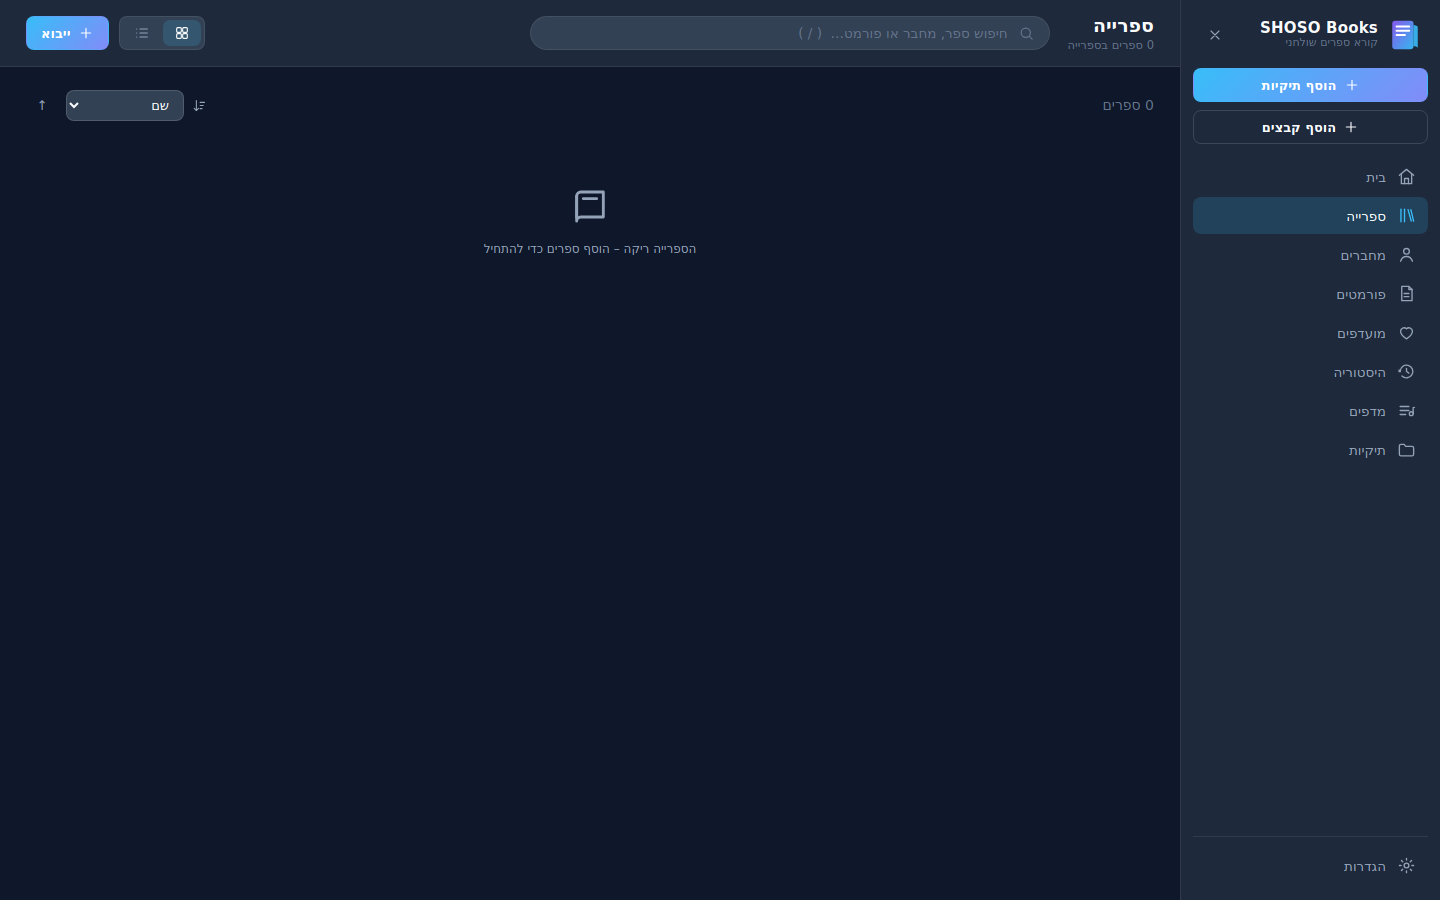 SHOSO Books
קורא ספרים שולחני
הוסף תיקיות
הוסף קבצים
בית
ספרייה
מחברים
פורמטים
מועדפים
היסטוריה
מדפים
תיקיות
הגדרות
ספרייה
0 ספרים בספרייה
חיפוש ספר, מחבר או פורמט... ( / )
ייבוא
0 ספרים
שם
↑
הספרייה ריקה – הוסף ספרים כדי להתחיל